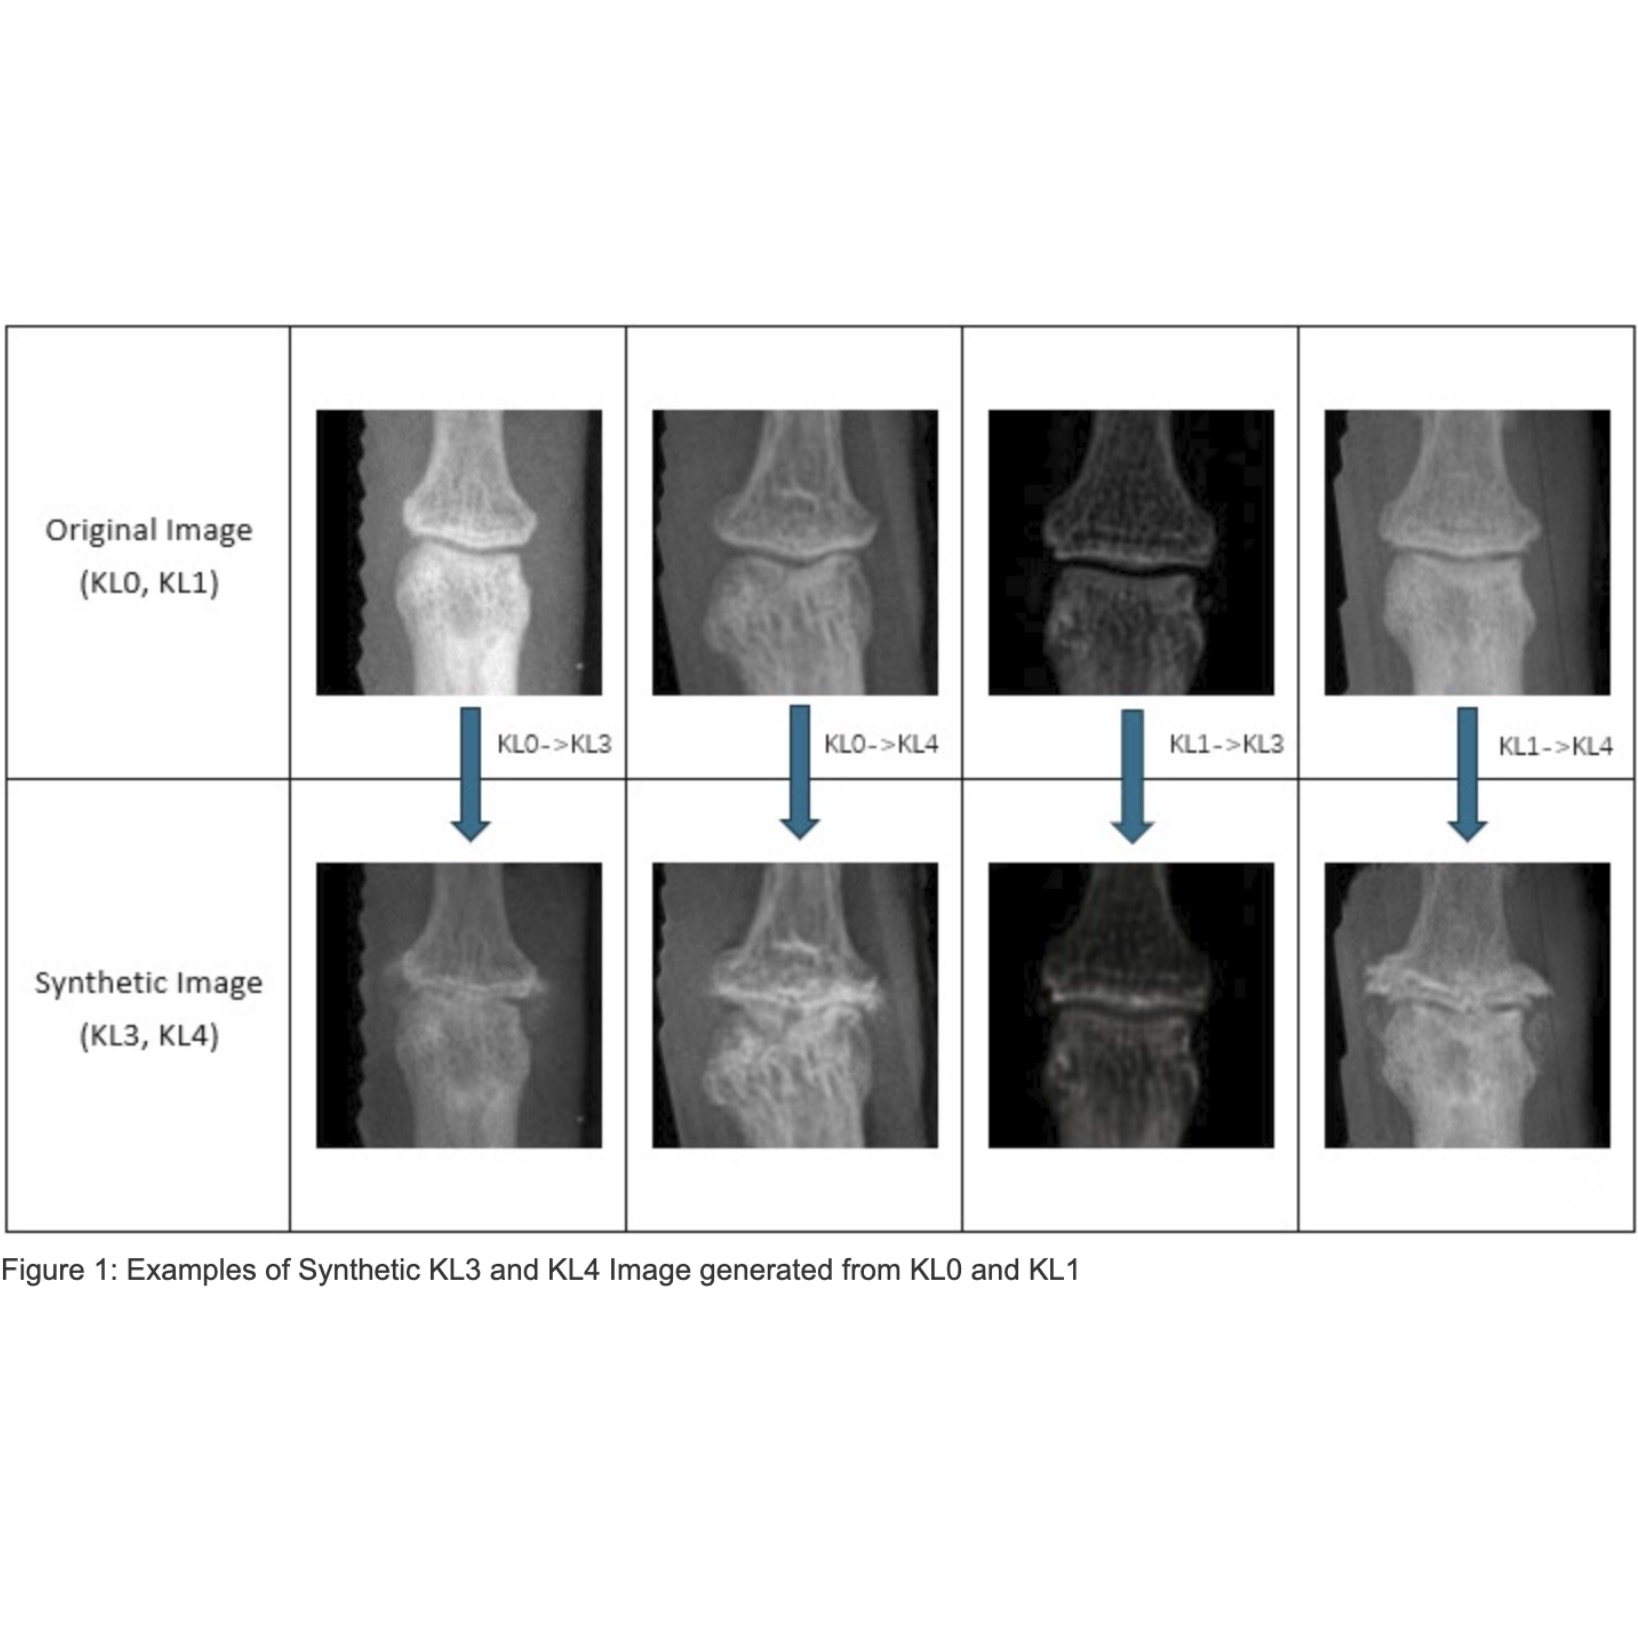 Original Image
(KL0, KL1)
KL0->KL3
KL0->KL4
KL1->KL3
KL1->KL4
Synthetic Image
(KL3, KL4)
Figure 1: Examples of Synthetic KL3 and KL4 Image generated from KL0 and KL1